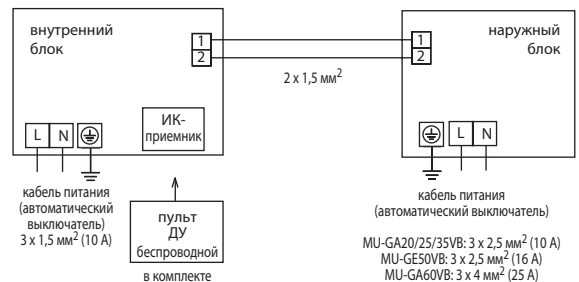 внутренний
блок
1
2
2 x 1,5 мм²
1
2
наружный
блок
L N
ИК-
приемник
кабель питания
(автоматический
выключатель)
3 x 1,5 мм² (10 А)
пульт
ДУ
беспроводной
в комплекте
L N
кабель питания
(автоматический выключатель)
MU-GA20/25/35VB: 3 x 2,5 мм² (10 А)
MU-GE50VB: 3 x 2,5 мм² (16 А)
MU-GA60VB: 3 x 4 мм² (25 А)